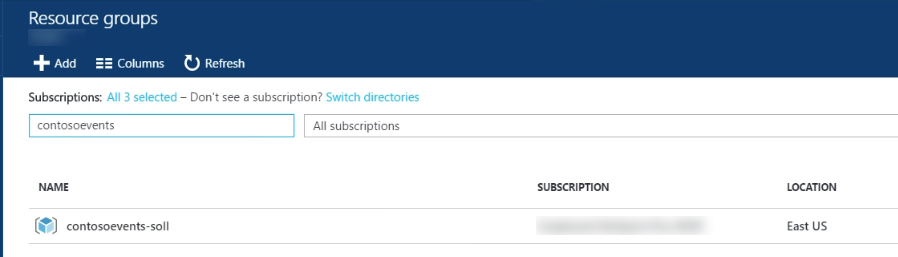 Resource groups
Add Columns Refresh
Subscriptions: All 3 selected – Don't see a subscription? Switch directories
contosoevents All subscriptions
NAME SUBSCRIPTION LOCATION
contosoevents-soll East US